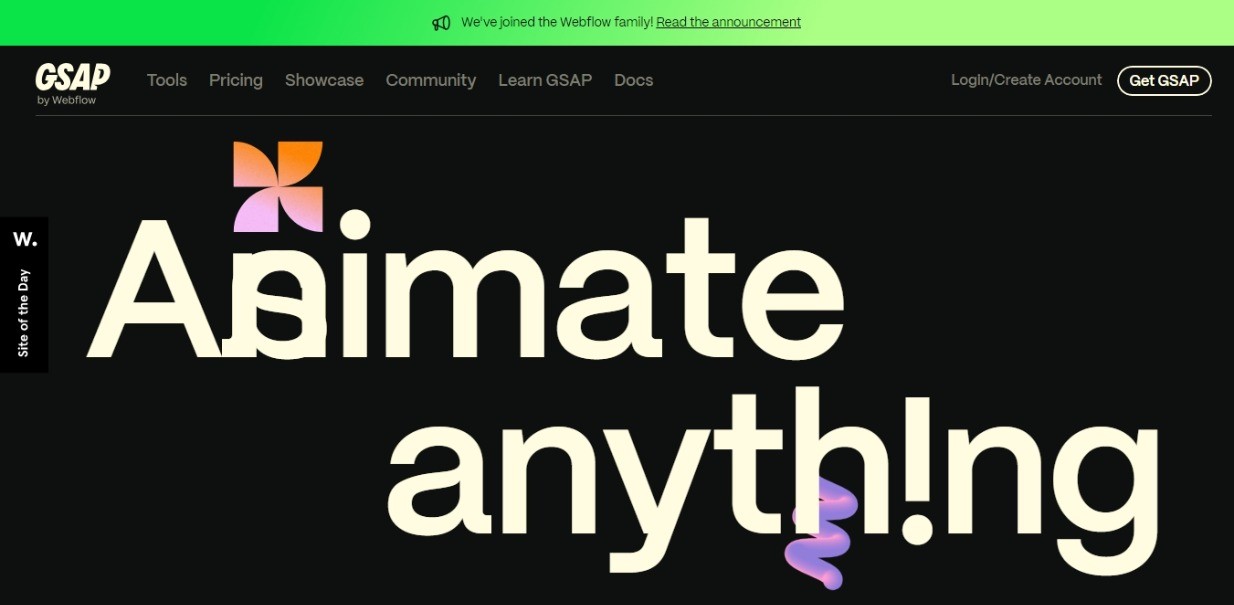 We've joined the Webflow family! Read the announcement
GSAP
by Webflow
Tools Pricing Showcase Community Learn GSAP Docs
LogIn/Create Account
Get GSAP
W.
Site of the Day
Animate
anyth!ng